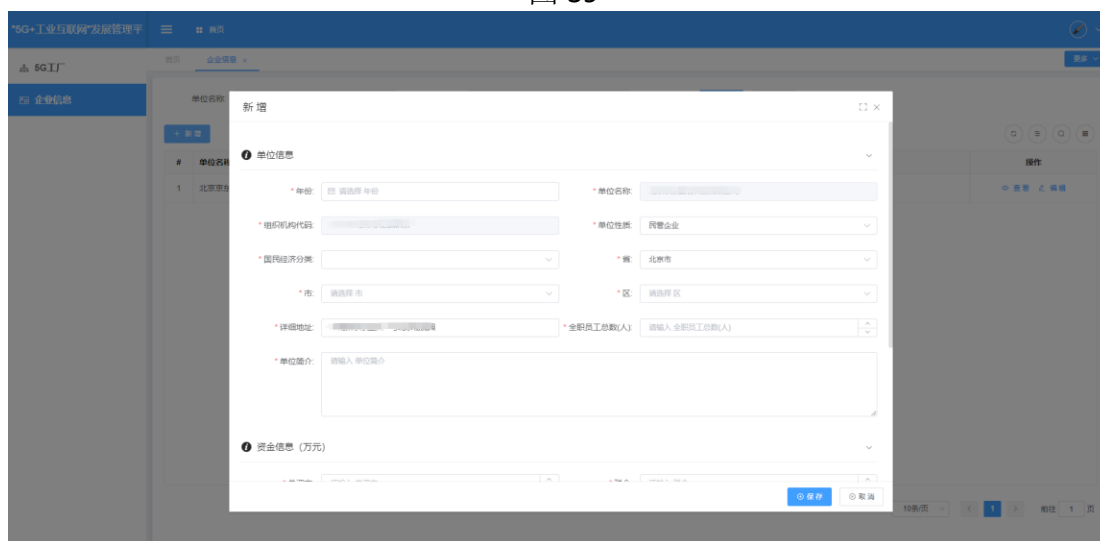 图 39
"5G+工业互联网"发展管理平
首页
首页 企业信息 × 更多
5G工厂
企业信息
单位名称:
新增
+ 新增
单位信息
# 单位名称 操作
* 年份: 请选择 年份 * 单位名称:
1 北京京东 查看 编辑
* 组织机构代码: * 单位性质: 民营企业
* 国民经济分类: * 省: 北京市
* 市: 请选择 市 * 区: 请选择 区
* 详细地址: * 全职员工总数(人): 请输入 全职员工总数(人)
* 单位简介: 请输入 单位简介
资金信息（万元）
保存 取消
10条/页 1 前往 1 页